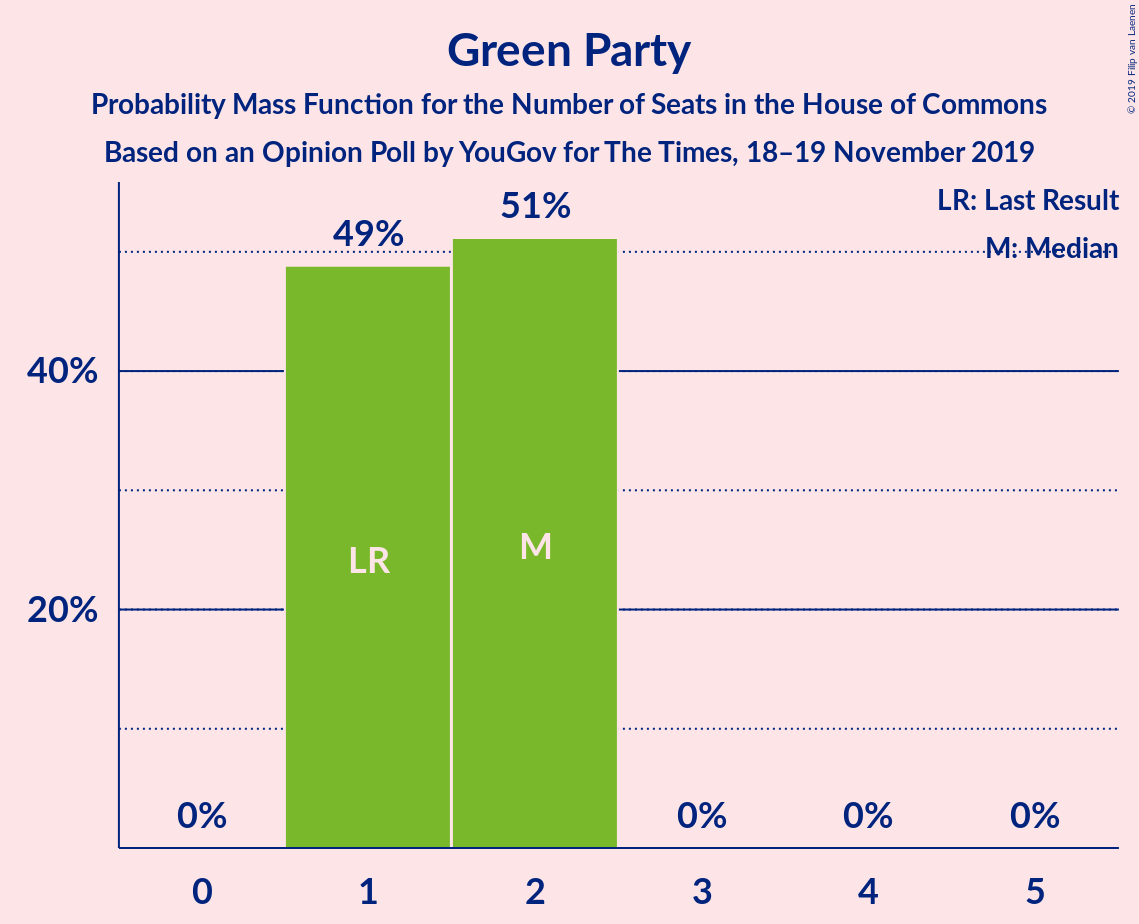 Green Party
Probability Mass Function for the Number of Seats in the House of Commons
Based on an Opinion Poll by YouGov for The Times, 18–19 November 2019
© 2019 Filip van Laenen
LR: Last Result
M: Median
49%
51%
40%
20%
LR
M
0%
0%
0%
0%
0
1
2
3
4
5